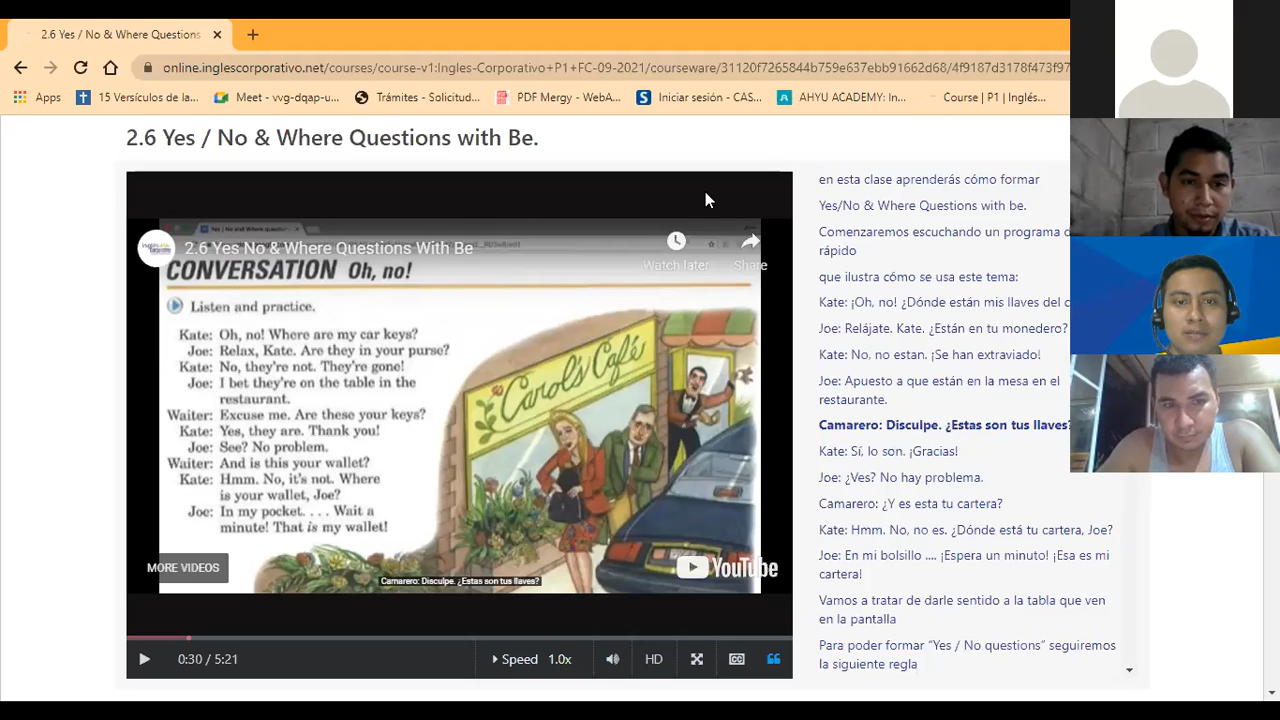 2.6 Yes / No & Where Questions
online.inglescorporativo.net/courses/course-v1:Ingles-Corporativo+P1+FC-09-2021/courseware/31120f7265844b759e637ebb91662d68/4f9187d3178f473f97
Apps
15 Versículos de la...
Meet - vvg-dqap-u...
Trámites - Solicitud...
PDF Mergy - WebA...
Iniciar sesión - CAS...
AHYU ACADEMY: In...
Course | P1 | Inglés...
2.6 Yes / No & Where Questions with Be.
2.6 Yes No & Where Questions With Be
Watch later
Share
CONVERSATION Oh, no!
Listen and practice.
Kate: Oh, no! Where are my car keys?
Joe: Relax, Kate. Are they in your purse?
Kate: No, they're not. They're gone!
Joe: I bet they're on the table in the
restaurant.
Waiter: Excuse me. Are these your keys?
Kate: Yes, they are. Thank you!
Joe: See? No problem.
Waiter: And is this your wallet?
Kate: Hmm. No, it's not. Where
is your wallet, Joe?
Joe: In my pocket. . . . Wait a
minute! That is my wallet!
Carol's Café
MORE VIDEOS
Camarero: Disculpe. ¿Estas son tus llaves?
YouTube
0:30 / 5:21
Speed 1.0x
HD
en esta clase aprenderás cómo formar
Yes/No & Where Questions with be.
Comenzaremos escuchando un programa
rápido
que ilustra cómo se usa este tema:
Kate: ¡Oh, no! ¿Dónde están mis llaves del
Joe: Relájate. Kate. ¿Están en tu monedero?
Kate: No, no estan. ¡Se han extraviado!
Joe: Apuesto a que están en la mesa en el
restaurante.
Camarero: Disculpe. ¿Estas son tus llaves?
Kate: Sí, lo son. ¡Gracias!
Joe: ¿Ves? No hay problema.
Camarero: ¿Y es esta tu cartera?
Kate: Hmm. No, no es. ¿Dónde está tu cartera, Joe?
Joe: En mi bolsillo .... ¡Espera un minuto! ¡Esa es mi
cartera!
Vamos a tratar de darle sentido a la tabla que ven
en la pantalla
Para poder formar “Yes / No questions” seguiremos
la siguiente regla